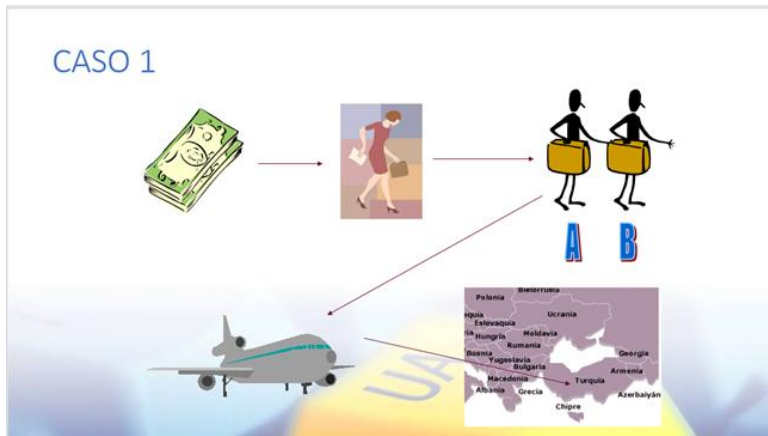 CASO 1
A B
Bielorrusia
Polonia
Ucrania
Eslovaquia
Hungría
Moldavia
Rumania
Bosnia
Yugoslavia
Georgia
Bulgaria
Macedonia
Turquía
Armenia
Albania
Grecia
Azerbaiyán
Chipre
UA